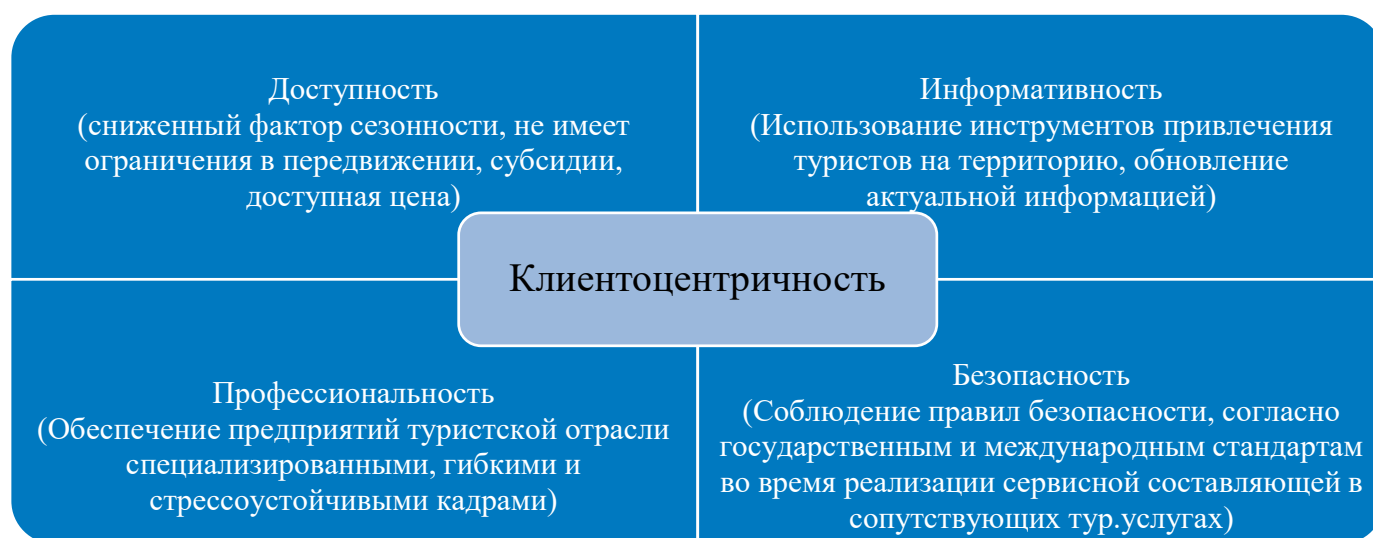 Доступность
(сниженный фактор сезонности, не имеет
ограничения в передвижении, субсидии,
доступная цена)
Информативность
(Использование инструментов привлечения
туристов на территорию, обновление
актуальной информацией)
Клиентоцентричность
Профессиональность
(Обеспечение предприятий туристской отрасли
специализированными, гибкими и
стрессоустойчивыми кадрами)
Безопасность
(Соблюдение правил безопасности, согласно
государственным и международным стандартам
во время реализации сервисной составляющей в
сопутствующих тур.услугах)